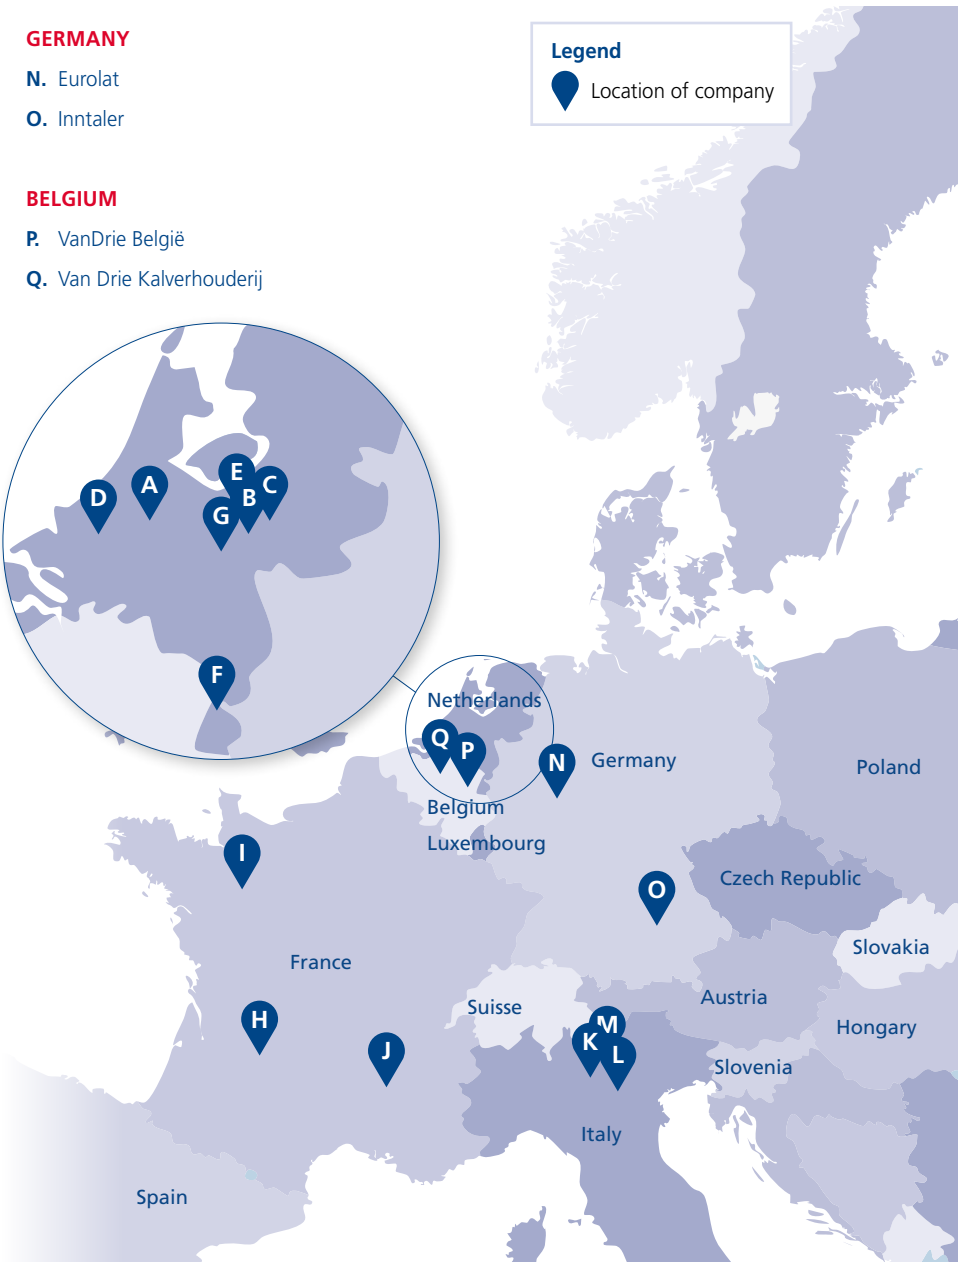 GERMANY
N. Eurolat
O. Inntaler
BELGIUM
P. VanDrie België
Q. Van Drie Kalverhouderij
Legend
Location of company
E
A
C
D
B
G
F
Netherlands
Q
P
N
Germany
Poland
Belgium
Luxembourg
I
Czech Republic
O
Slovakia
France
Austria
Suisse
H
M
Hongary
K
J
L
Slovenia
Italy
Spain